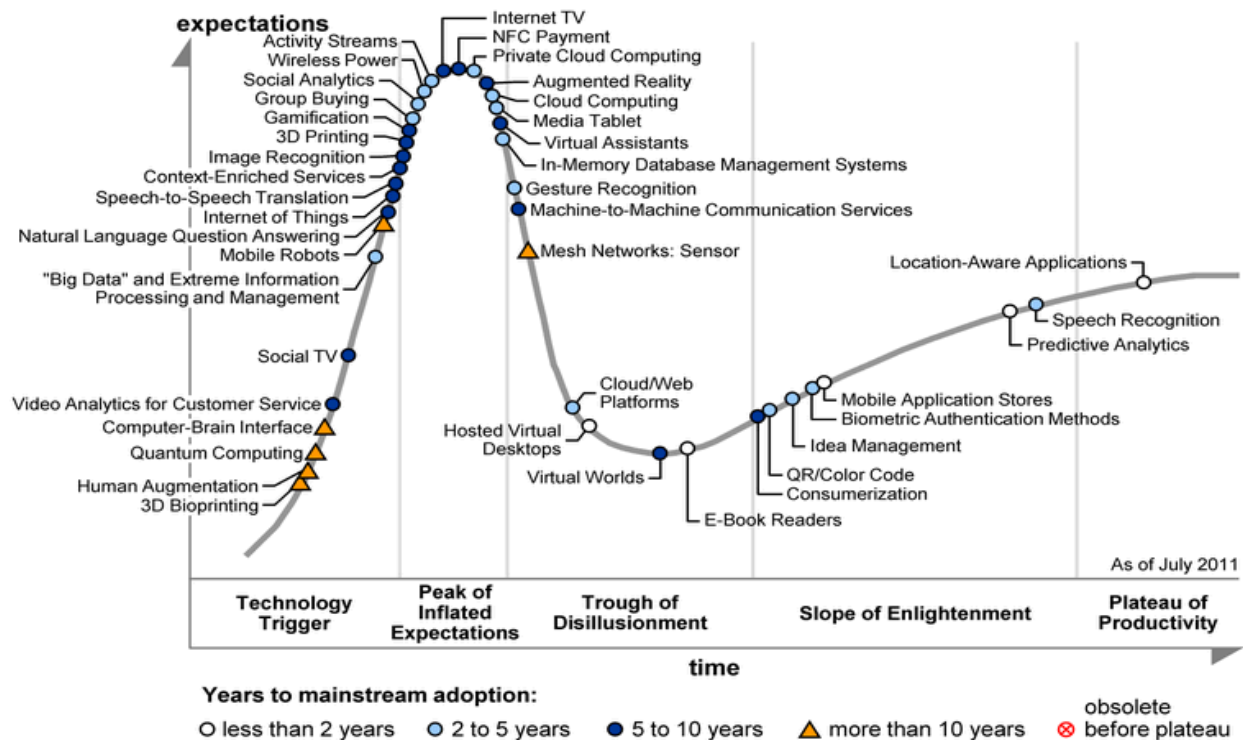 expectations
Internet TV
NFC Payment
Activity Streams
Private Cloud Computing
Wireless Power
Augmented Reality
Social Analytics
Cloud Computing
Group Buying
Media Tablet
Gamification
3D Printing
Virtual Assistants
Image Recognition
In-Memory Database Management Systems
Context-Enriched Services
Gesture Recognition
Speech-to-Speech Translation
Machine-to-Machine Communication Services
Internet of Things
Natural Language Question Answering
Mobile Robots
Mesh Networks: Sensor
"Big Data" and Extreme Information
Processing and Management
Location-Aware Applications
Speech Recognition
Predictive Analytics
Social TV
Cloud/Web
Platforms
Video Analytics for Customer Service
Mobile Application Stores
Computer-Brain Interface
Biometric Authentication Methods
Hosted Virtual
Desktops
Quantum Computing
Idea Management
Virtual Worlds
QR/Color Code
Human Augmentation
Consumerization
3D Bioprinting
E-Book Readers
As of July 2011
Technology
Trigger
Peak of
Inflated
Expectations
Trough of
Disillusionment
Slope of Enlightenment
Plateau of
Productivity
time
Years to mainstream adoption:
less than 2 years
2 to 5 years
5 to 10 years
more than 10 years
obsolete
before plateau